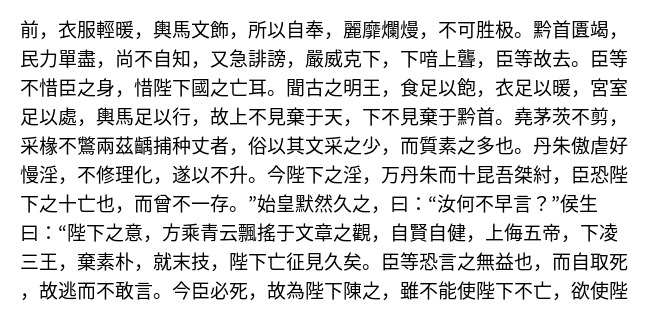 前，衣服輕暖，輿馬文飾，所以自奉，麗靡爛熳，不可胜极。黔首匱竭，
民力單盡，尚不自知，又急誹謗，嚴威克下，下喑上聾，臣等故去。臣等
不惜臣之身，惜陛下國之亡耳。聞古之明王，食足以飽，衣足以暖，宮室
足以處，輿馬足以行，故上不見棄于天，下不見棄于黔首。堯茅茨不剪，
采椽不鷩兩茲齲捕种丈者，俗以其文采之少，而質素之多也。丹朱傲虐好
慢淫，不修理化，遂以不升。今陛下之淫，万丹朱而十昆吾桀紂，臣恐陛
下之十亡也，而曾不一存。”始皇默然久之，曰：“汝何不早言？”侯生
曰：“陛下之意，方乘青云飄搖于文章之觀，自賢自健，上侮五帝，下凌
三王，棄素朴，就末技，陛下亡征見久矣。臣等恐言之無益也，而自取死
，故逃而不敢言。今臣必死，故為陛下陳之，雖不能使陛下不亡，欲使陛